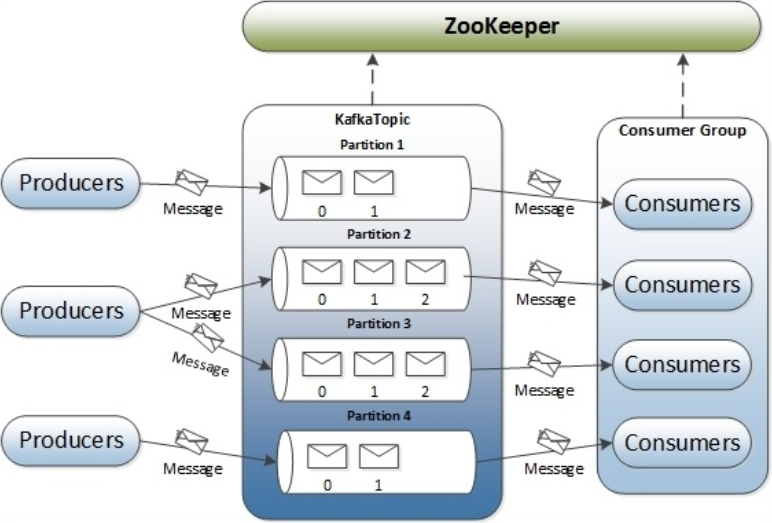 ZooKeeper
KafkaTopic
Consumer Group
Partition 1
Producers
Message
0 1
Message
Consumers
Partition 2
Producers
Message
0 1 2
Message
Consumers
Partition 3
Message
0 1 2
Message
Consumers
Partition 4
Producers
Message
0 1
Message
Consumers